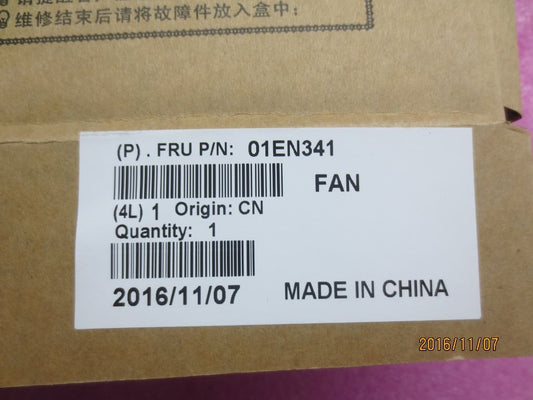 维修结束后请将故障件放入盒中:
(P) . FRU P/N: 01EN341
FAN
(4L) 1 Origin: CN
Quantity: 1
2016/11/07
MADE IN CHINA
2016/11/07